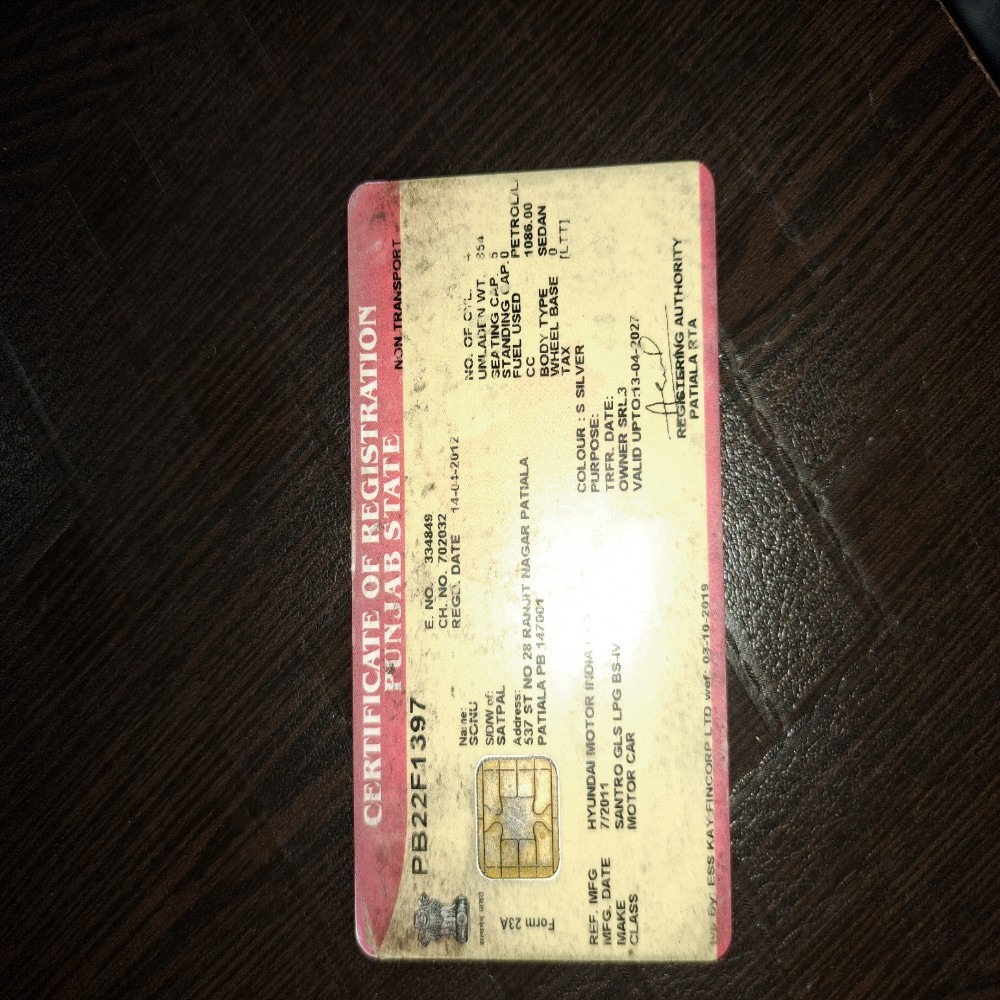 CERTIFICATE OF REGISTRATION
PUNJAB STATE
PB22F1397
NON TRANSPORT
E. NO. 334849
CH. NO. 702032
REGD. DATE 14-04-2012
Name:
SONU
S/D/W of:
SATPAL
Address:
537 ST NO 28 RANJIT NAGAR PATIALA
PATIALA PB 147001
NO. OF CYL. 4
UNLADEN WT. 854
SEATING CAP. 5
STANDING CAP. 0
FUEL USED PETROL/L
CC 1086.00
BODY TYPE SEDAN
WHEEL BASE 0
TAX [LTT]
Form 23A
REF. MFG HYUNDAI MOTOR INDIA
MFG. DATE 7/2011
MAKE SANTRO GLS LPG BS-IV
CLASS MOTOR CAR
COLOUR : S SILVER
PURPOSE:
TRFR. DATE:
OWNER SRL.3
VALID UPTO:13-04-2027
REGISTERING AUTHORITY
PATIALA RTA
By ESS KAY FINCORP LTD wef: 03-10-2019